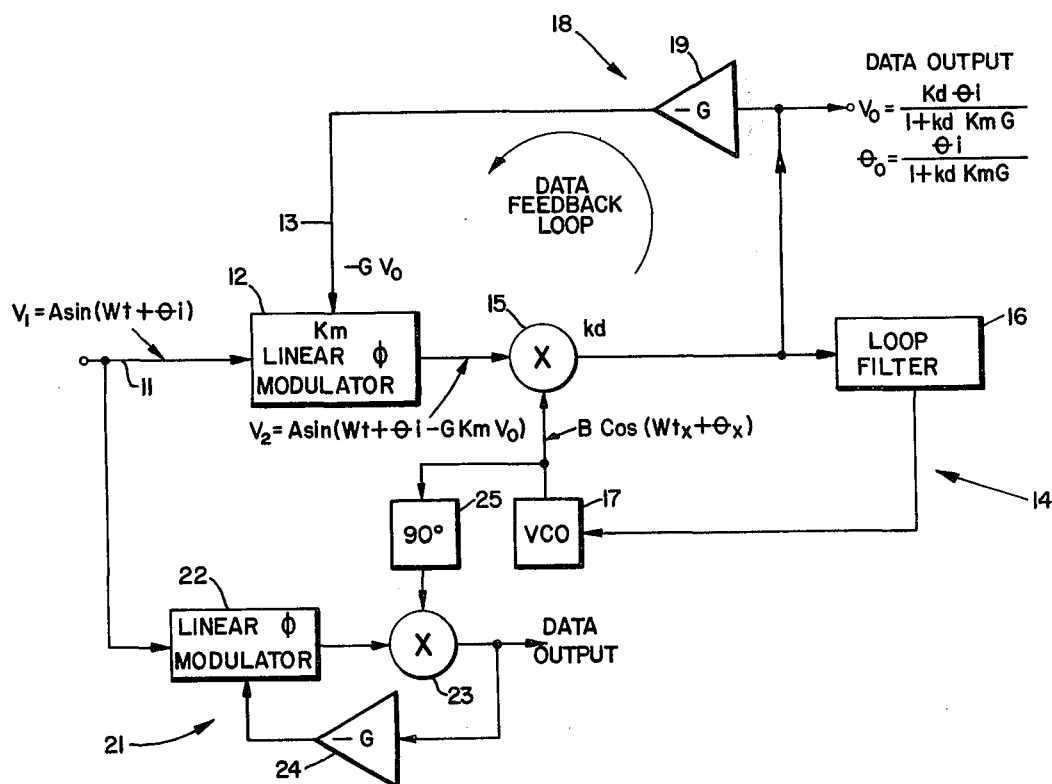 18
19
DATA OUTPUT
-G
V₀ = Kd θi / 1+kd Km G
θ₀ = θi / 1+kd KmG
DATA
FEEDBACK
LOOP
13
-G V₀
12
V₁ = Asin(Wt+θi)
11
Km
LINEAR ϕ
MODULATOR
15
X
kd
16
LOOP
FILTER
V₂ = Asin(Wt+θi-G Km V₀)
B Cos (Wtₓ+θₓ)
14
25
90°
17
VCO
22
LINEAR ϕ
MODULATOR
X
23
DATA
OUTPUT
21
-G
24